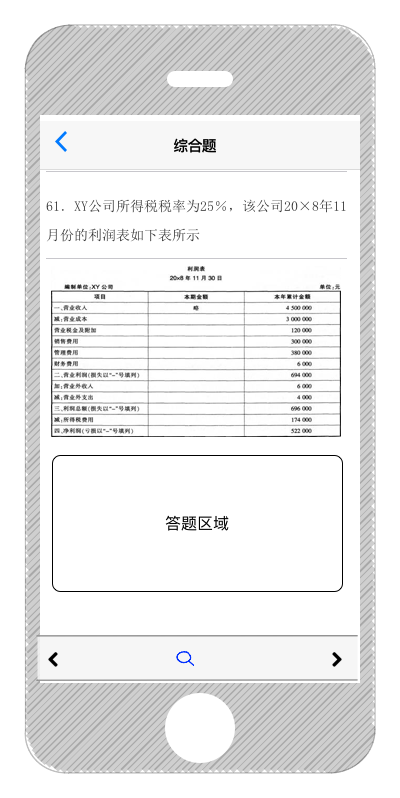 综合题
61．XY公司所得税税率为25%，该公司20×8年11
月份的利润表如下表所示
利润表
20×8 年 11 月 30 日
编制单位:XY 公司 单位:元
项目 本期金额 本年累计金额
一、营业收入 略 4 500 000
减:营业成本 3 000 000
营业税金及附加 120 000
销售费用 300 000
管理费用 380 000
财务费用 6 000
二、营业利润(损失以“-”号填列) 694 000
加:营业外收入 6 000
减:营业外支出 4 000
三、利润总额(损失以“-”号填列) 696 000
减:所得税费用 174 000
四、净利润(亏损以“-”号填列) 522 000
答题区域